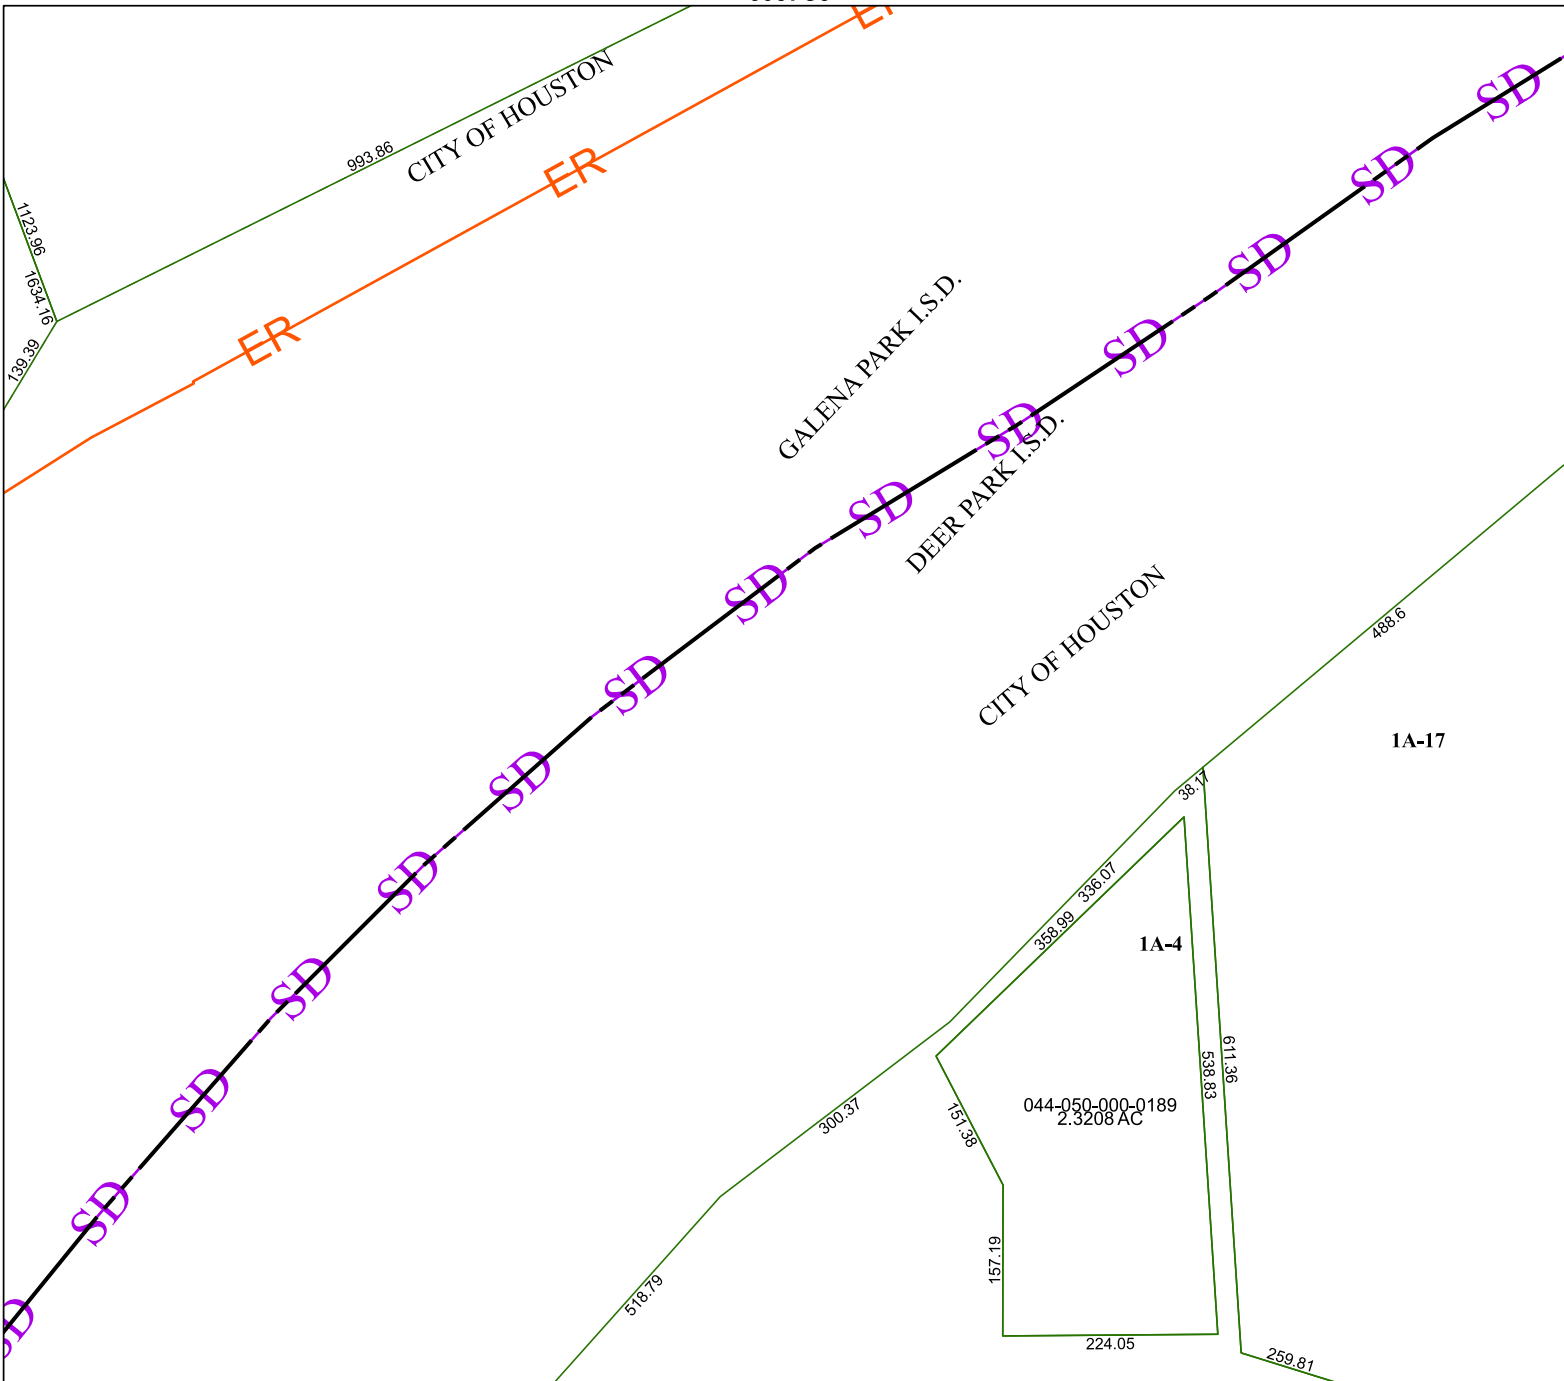 ER
CITY OF HOUSTON
993.86
SD
ER
SD
1123.96
SD
1634.16
ER
139.39
GALENA PARK I.S.D.
SD
SD
DEER PARK I.S.D.
SD
SD
CITY OF HOUSTON
488.6
SD
1A-17
SD
38.17
SD
336.07
358.99
1A-4
SD
611.36
538.83
044-050-000-0189
2.3208 AC
SD
151.38
300.37
SD
157.19
518.79
SD
224.05
259.81